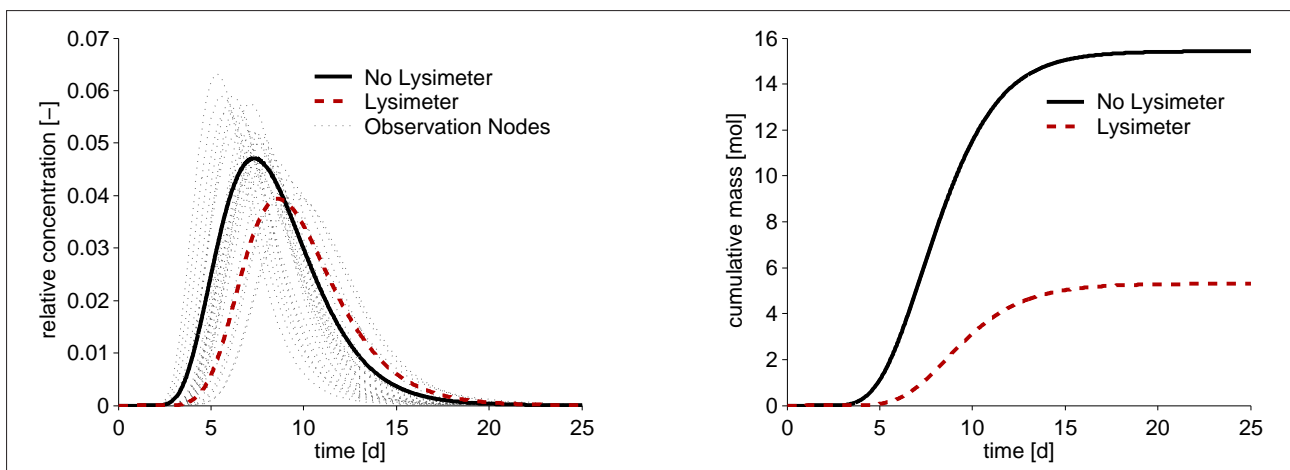 relative concentration [–]
0.07
0.06
0.05
0.04
0.03
0.02
0.01
0
No Lysimeter
Lysimeter
Observation Nodes
0 5 10 15 20 25
time [d]
cumulative mass [mol]
16
14
12
10
8
6
4
2
0
No Lysimeter
Lysimeter
0 5 10 15 20 25
time [d]